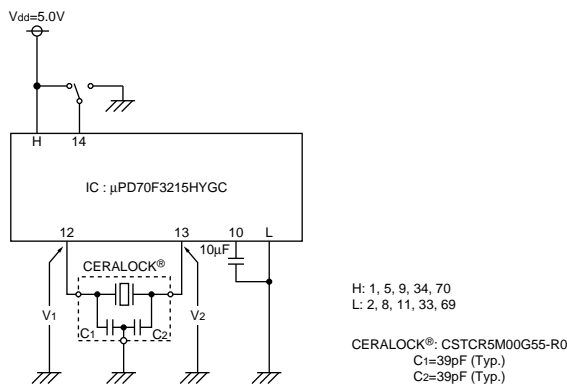 Vdd=5.0V
H
14
IC : μPD70F3215HYGC
12
13
10
L
10μF
CERALOCK®
V1
C1
C2
V2
H: 1, 5, 9, 34, 70
L: 2, 8, 11, 33, 69
CERALOCK®: CSTCR5M00G55-R0
C1=39pF (Typ.)
C2=39pF (Typ.)